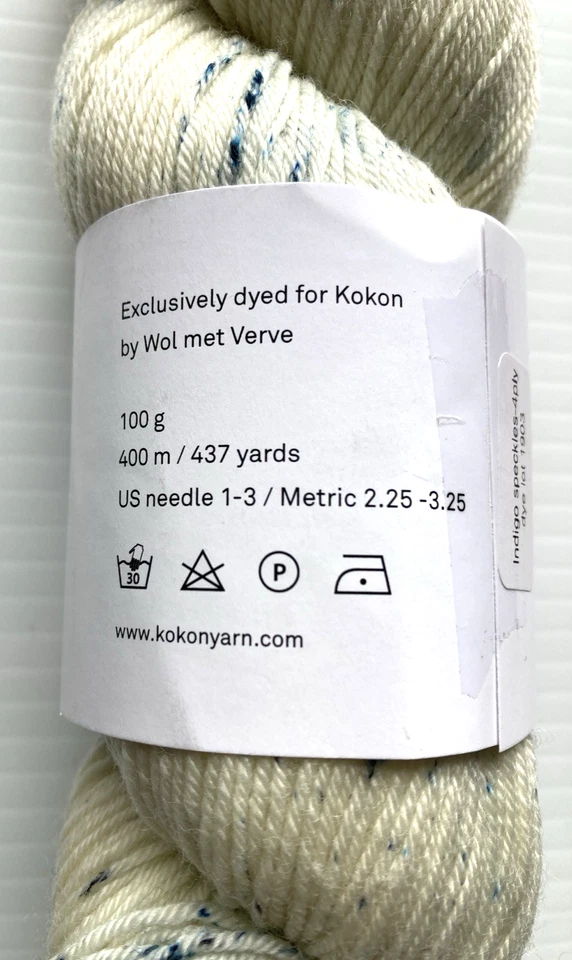 Exclusively dyed for Kokon
by Wol met Verve
100 g
400 m / 437 yards
US needle 1-3 / Metric 2.25 -3.25
30
P
www.kokonyarn.com
Indigo speckles-4ply
dye lot 1903